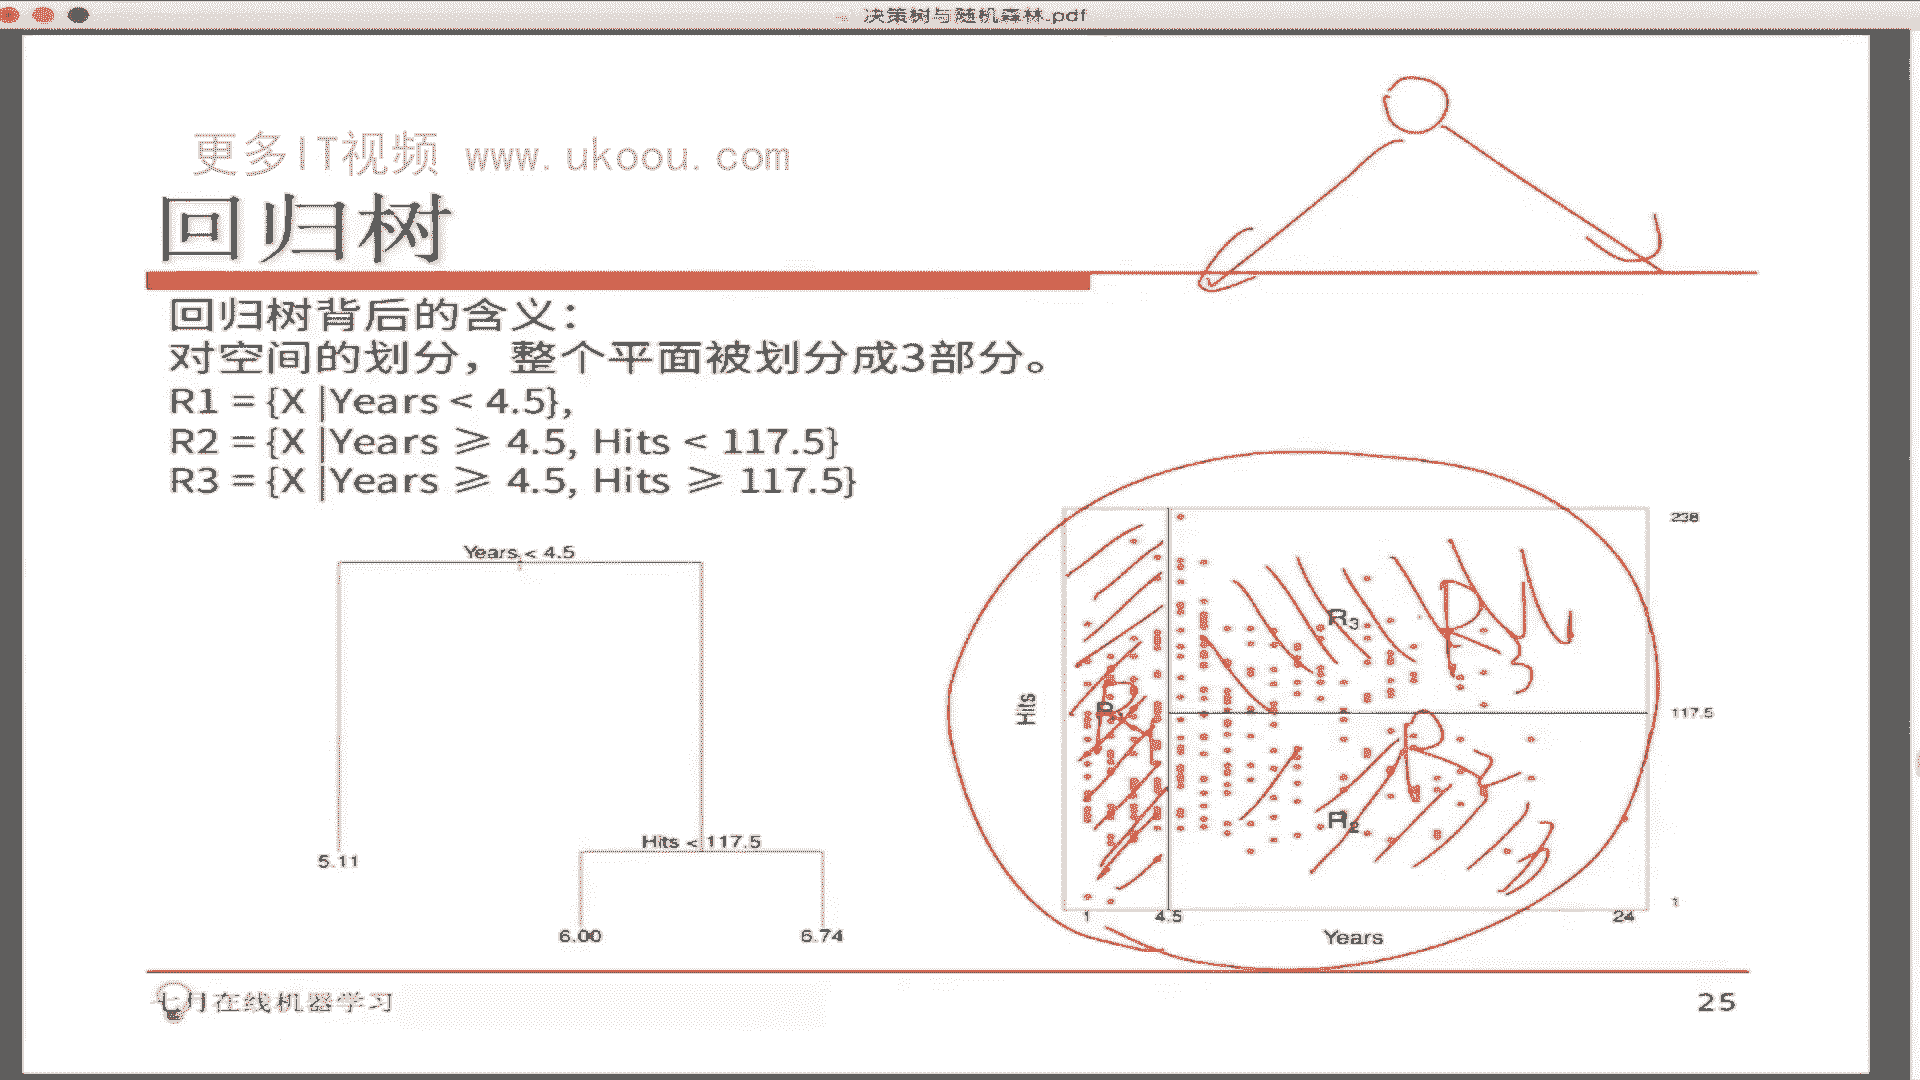 决策树与随机森林.pdf
更多IT视频 www.ukoou.com
回归树
回归树背后的含义：
对空间的划分，整个平面被划分成3部分。
R1 = {X |Years < 4.5},
R2 = {X |Years ⩾ 4.5, Hits < 117.5}
R3 = {X |Years ⩾ 4.5, Hits ⩾ 117.5}
Years < 4.5
5.11
Hits < 117.5
6.00
6.74
238
R3
R3
Hits
R1
117.5
R2
R2
1
1
4.5
24
Years
七月在线机器学习
25